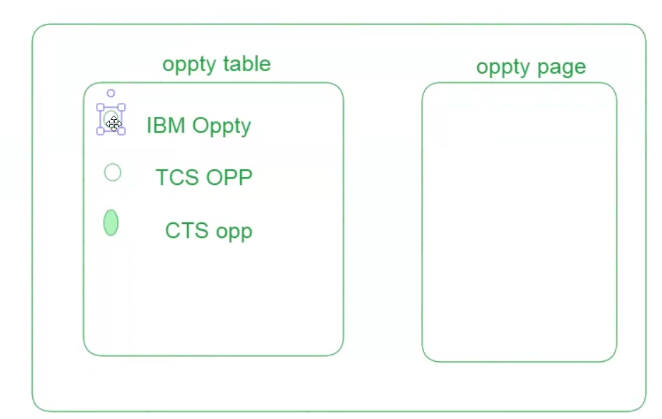 oppty table
oppty page
IBM Oppty
TCS OPP
CTS opp